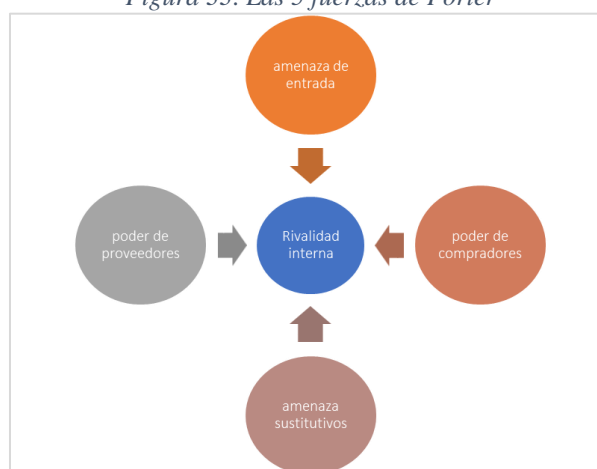 Figura 33. Las 5 fuerzas de Porter
amenaza de
entrada
poder de
proveedores
Rivalidad
interna
poder de
compradores
amenaza
sustitutivos